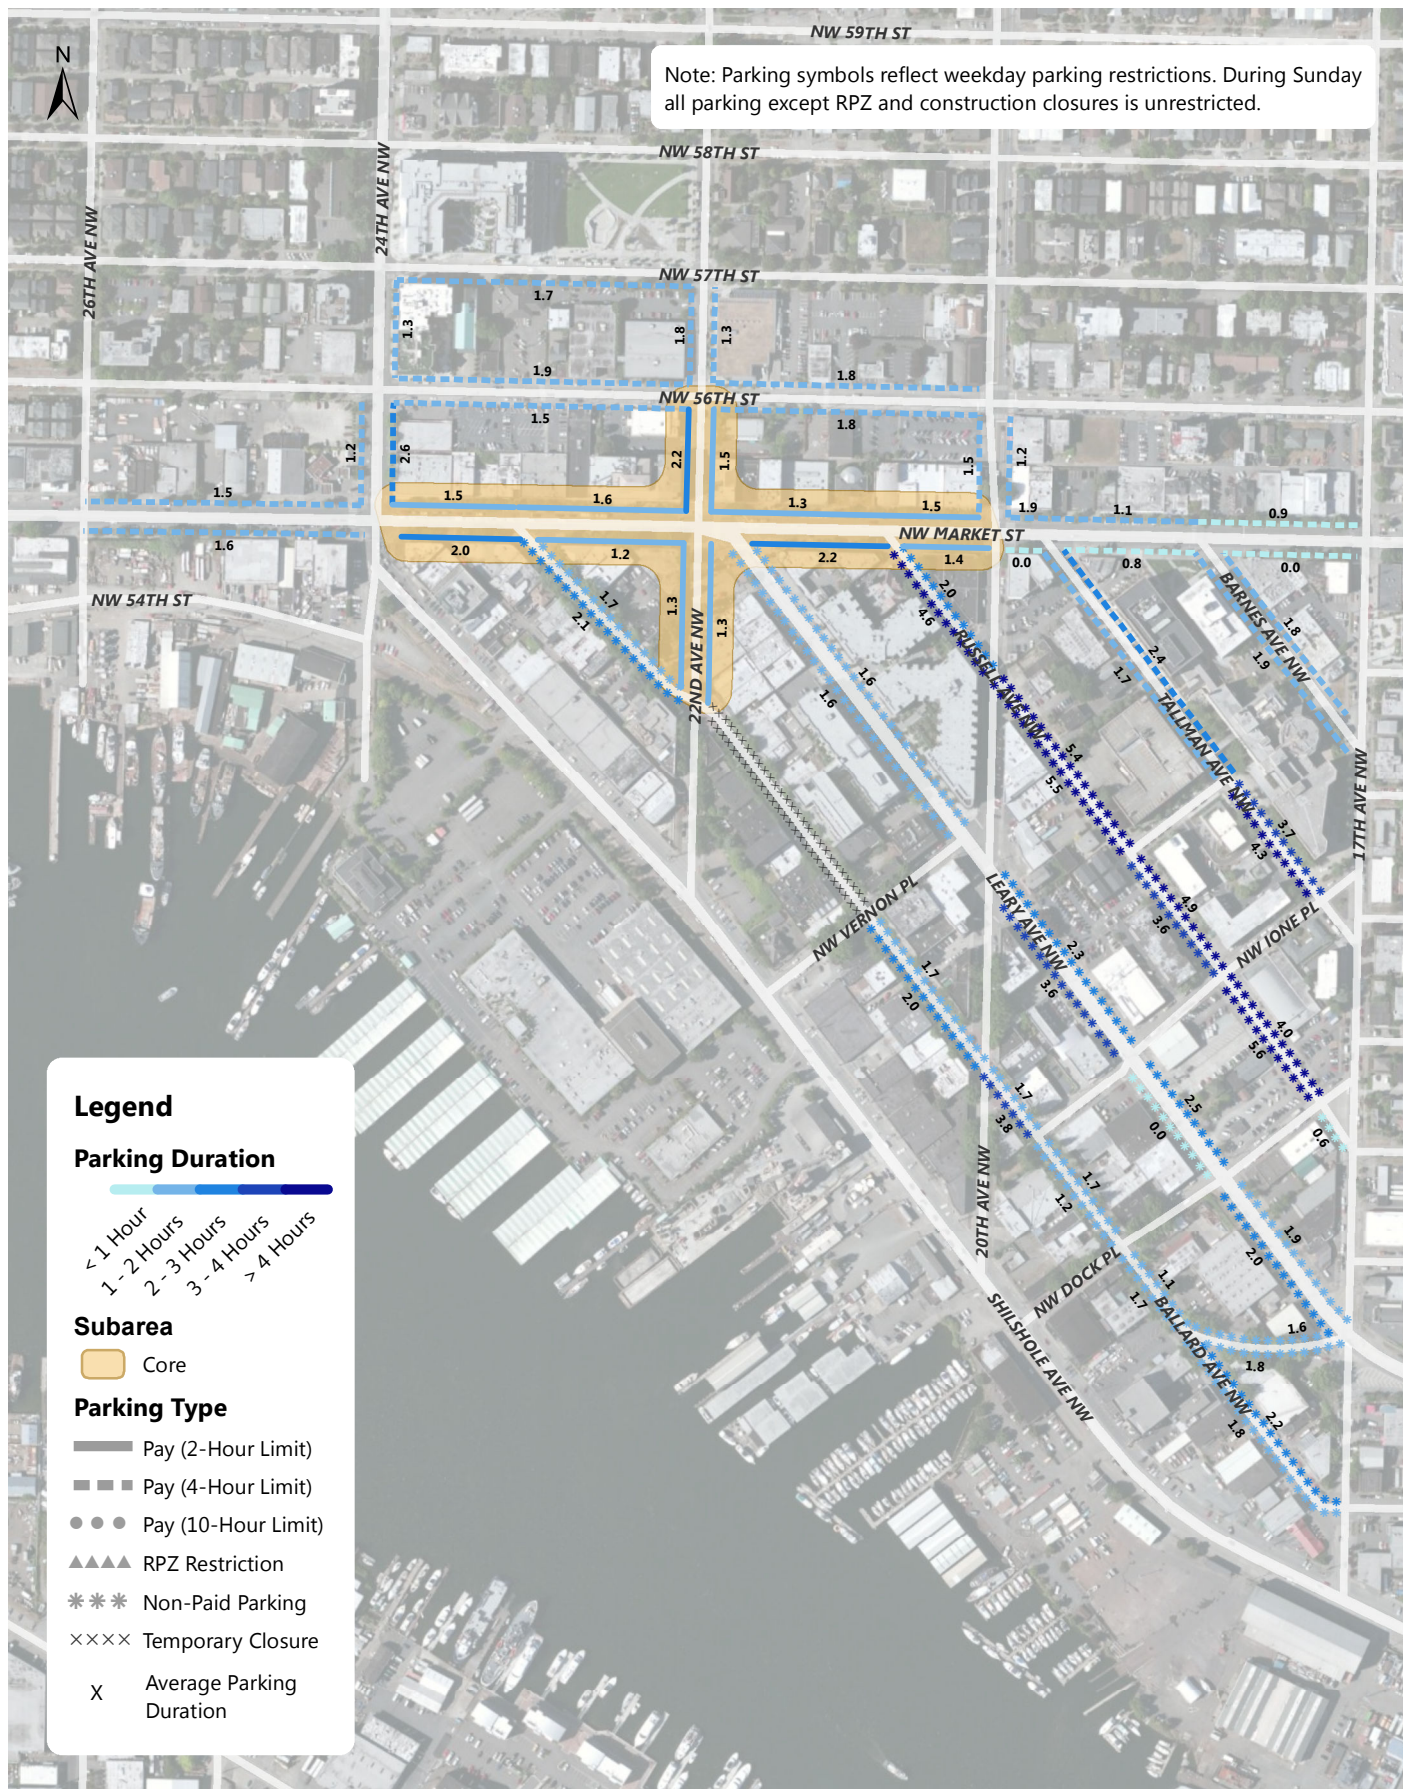 NW 59TH ST
N
Note: Parking symbols reflect weekday parking restrictions. During Sunday
all parking except RPZ and construction closures is unrestricted.
NW 58TH ST
24TH AVE NW
26TH AVE NW
NW 57TH ST
1.7
1.3
1.8
1.3
1.9
1.8
NW 56TH ST
1.5
1.8
1.2
2.6
2.2
1.5
1.5
1.2
1.5
1.5
1.6
1.3
1.5
1.9
1.1
0.9
NW MARKET ST
1.6
2.0
1.2
2.2
1.4
0.0
0.8
0.0
NW 54TH ST
1.7
2.1
1.3
1.3
22ND AVE NW
2.0
4.6
RUSSELL AVE NW
BARNES AVE NW
1.8
1.9
2.4
1.7
TALLMAN AVE NW
1.6
1.6
5.4
5.5
17TH AVE NW
3.7
4.3
NW VERNON PL
LEARY AVE NW
4.9
3.6
NW IONE PL
1.7
2.0
2.3
3.6
4.0
5.6
1.7
3.8
2.5
0.0
0.6
20TH AVE NW
1.7
1.2
1.9
2.0
NW DOCK PL
1.1
1.7
BALLARD AVE NW
SHILSHOLE AVE NW
1.6
1.8
2.2
1.8
Legend
Parking Duration
< 1 Hour
1 - 2 Hours
2 - 3 Hours
3 - 4 Hours
> 4 Hours
Subarea
Core
Parking Type
Pay (2-Hour Limit)
Pay (4-Hour Limit)
Pay (10-Hour Limit)
RPZ Restriction
Non-Paid Parking
Temporary Closure
X Average Parking
Duration